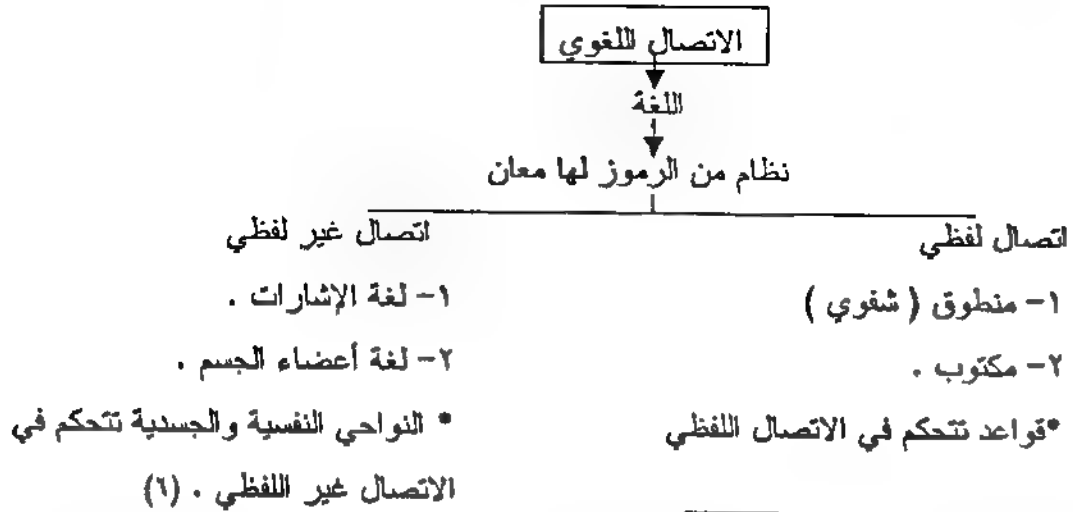 الاتصال اللغوي
اللغة
نظام من الرموز لها معان
اتصال لفظي
١- منطوق ( شفوي )
٢- مكتوب .
*قواعد تتحكم في الاتصال اللفظي
اتصال غير لفظي
١- لغة الإشارات .
٢- لغة أعضاء الجسم .
* النواحي النفسية والجسدية تتحكم في
الاتصال غير اللفظي . (٦)